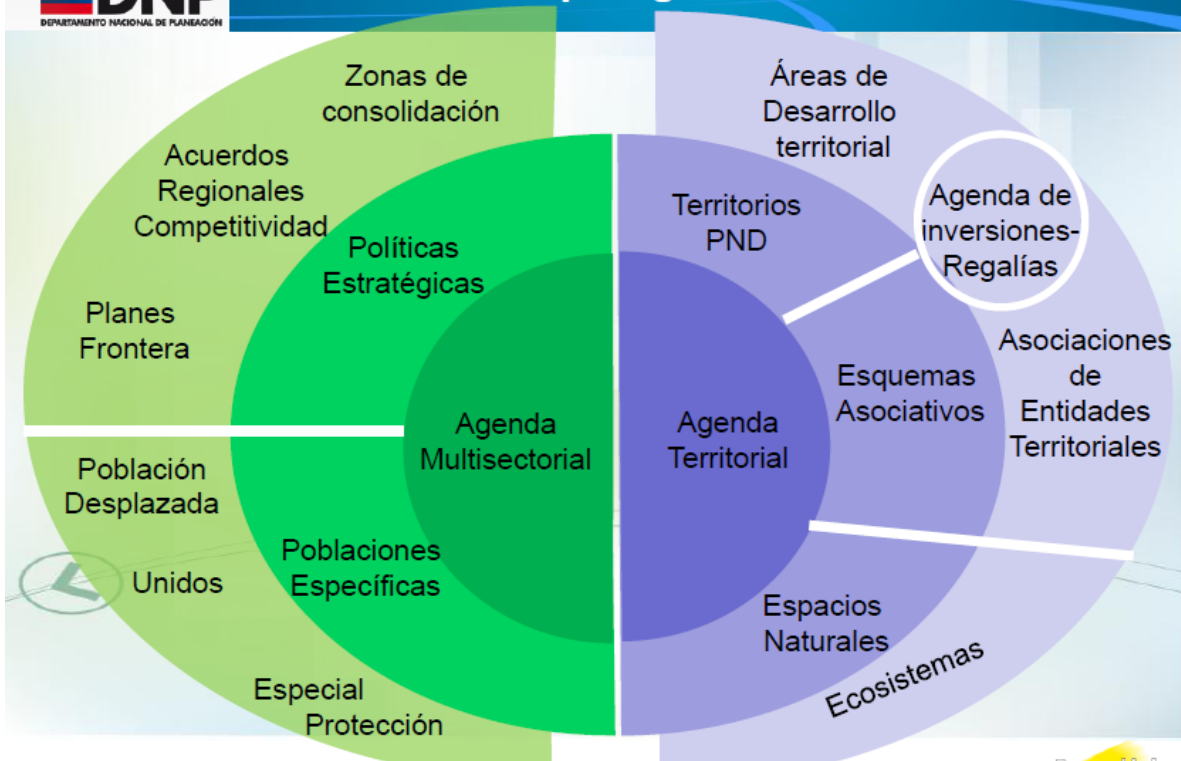 DNP
DEPARTAMENTO NACIONAL DE PLANEACIÓN
Zonas de
consolidación
Acuerdos
Regionales
Competitividad
Políticas
Estratégicas
Planes
Frontera
Agenda
Multisectorial
Población
Desplazada
Unidos
Poblaciones
Específicas
Especial
Protección
Áreas de
Desarrollo
territorial
Territorios
PND
Agenda de
inversiones-
Regalías
Esquemas
Asociativos
Asociaciones
de
Entidades
Territoriales
Agenda
Territorial
Espacios
Naturales
Ecosistemas